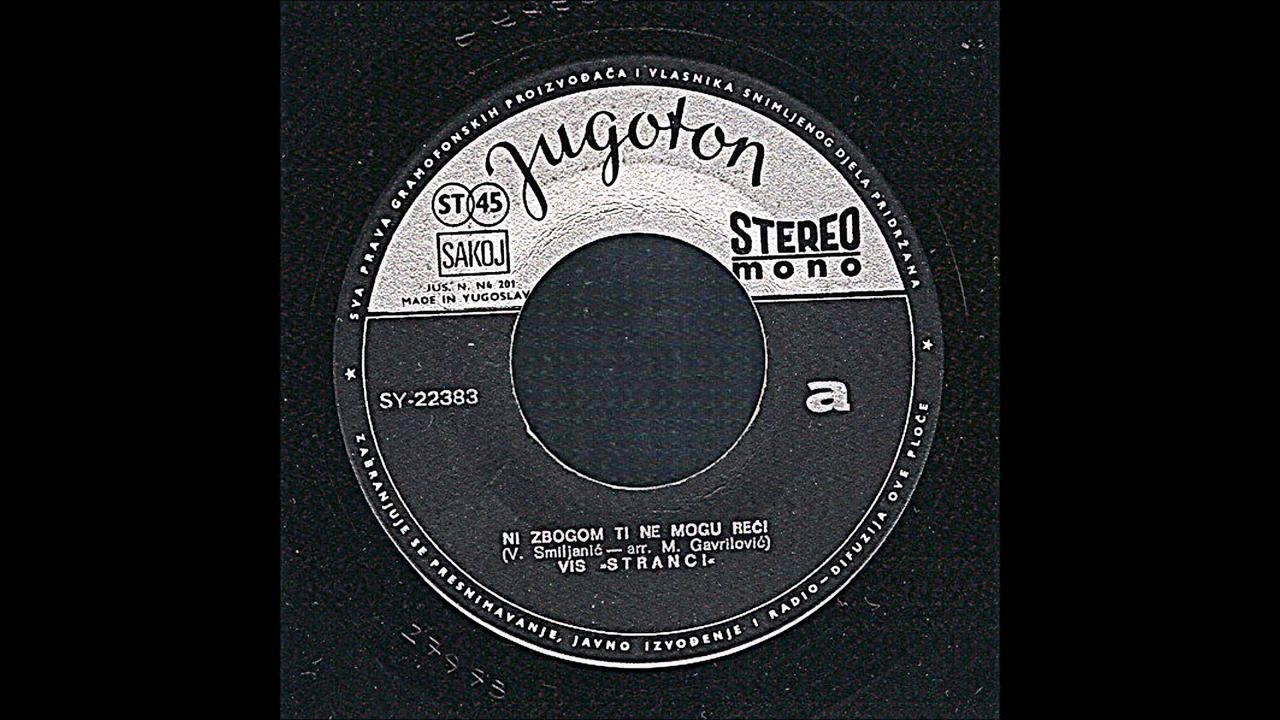 SVA PRAVA GRAMOFONSKIH PROIZVOĐAČA I VLASNIKA SNIMLJENOG DJELA PRIDRŽANA
Jugoton
ST 45
SAKOJ
JUS. N. N4 201
MADE IN YUGOSLAV
STEREO
mono
SY-22383
a
NI ZBOGOM TI NE MOGU REĆI
(V. Smiljanić — arr. M. Gavrilović)
VIS »STRANCI«
ZABRANJUJE SE PRESNIMAVANJE, JAVNO IZVOĐENJE I RADIO-DIFUZIJA OVE PLOČE